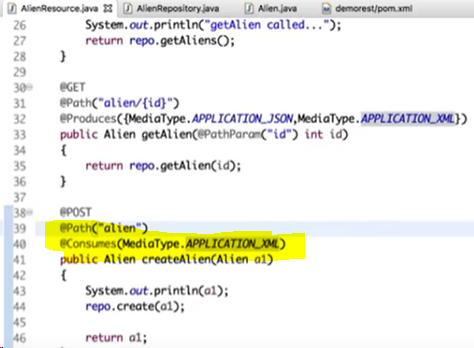 AlienResource.java AlienRepository.java Alien.java demorest/pom.xml
26 System.out.println("getAlien called...");
27 return repo.getAliens();
28 }
29
30 @GET
31 @Path("alien/{id}")
32 @Produces({MediaType.APPLICATION_JSON,MediaType.APPLICATION_XML})
33 public Alien getAlien(@PathParam("id") int id)
34 {
35 return repo.getAlien(id);
36 }
37
38 @POST
39 @Path("alien")
40 @Consumes(MediaType.APPLICATION_XML)
41 public Alien createAlien(Alien a1)
42 {
43 System.out.println(a1);
44 repo.create(a1);
45
46 return a1;